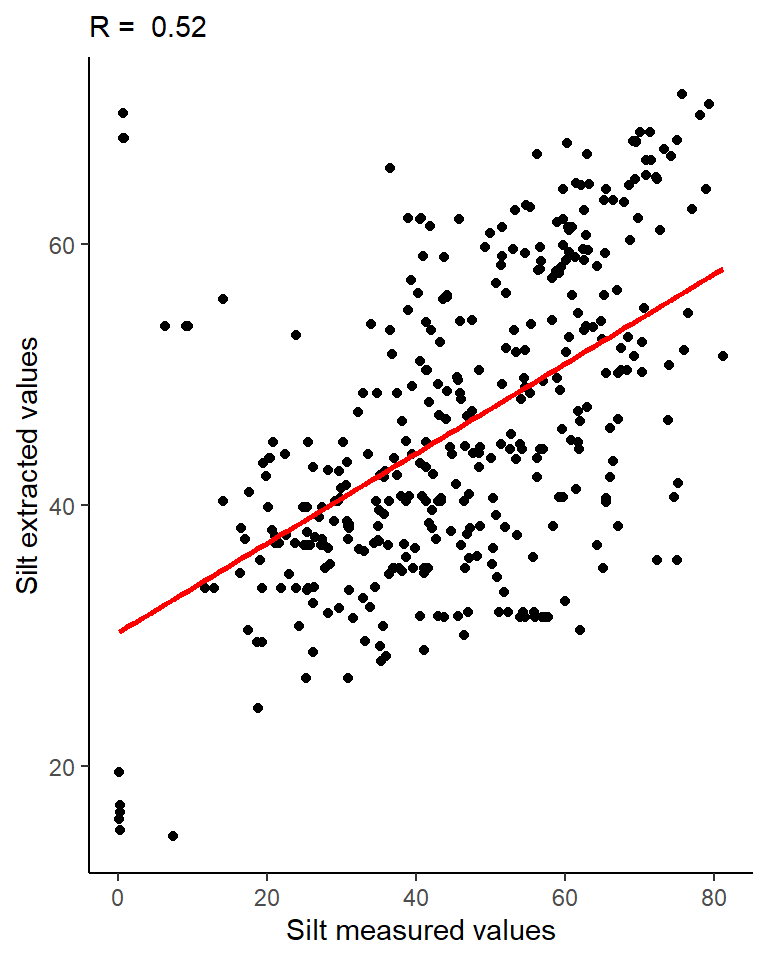 R = 0.52
Silt extracted values
60
40
20
0 20 40 60 80
Silt measured values